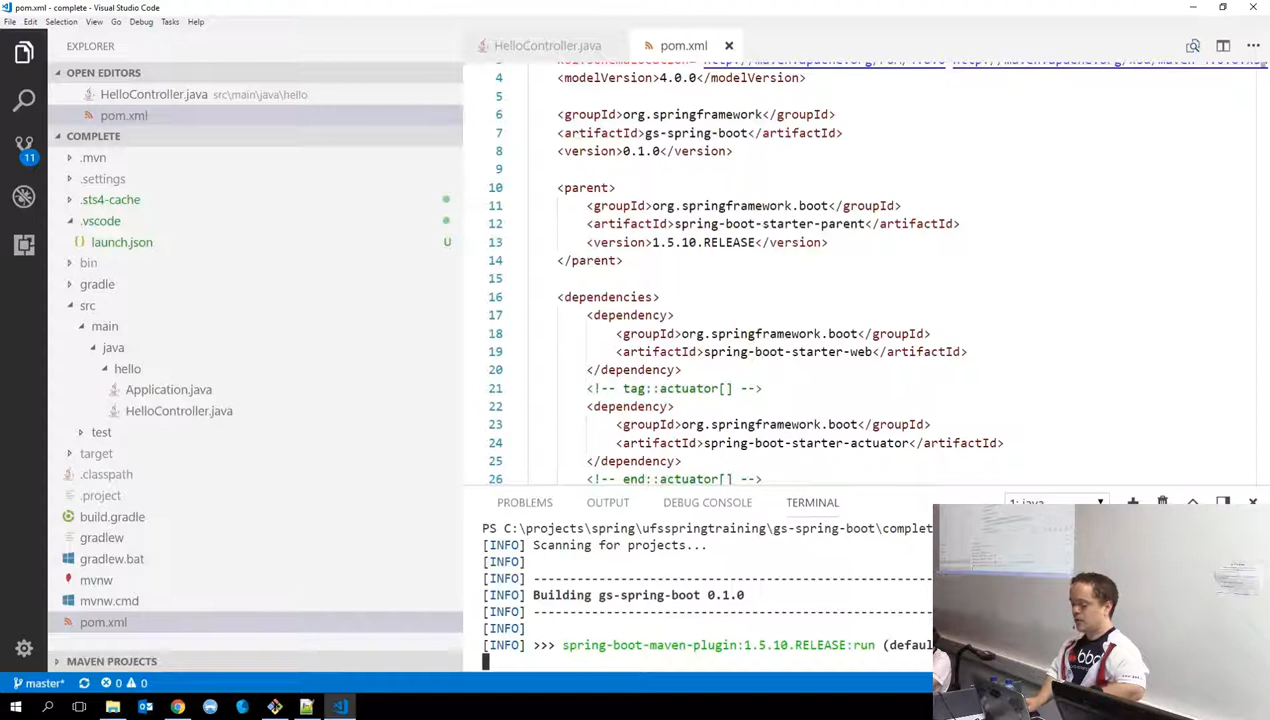 pom.xml - complete - Visual Studio Code
File Edit Selection View Go Debug Tasks Help
EXPLORER
OPEN EDITORS
HelloController.java src\main\java\hello
pom.xml
COMPLETE
.mvn
.settings
.sts4-cache
.vscode
launch.json U
bin
gradle
src
main
java
hello
Application.java
HelloController.java
test
target
.classpath
.project
build.gradle
gradlew
gradlew.bat
mvnw
mvnw.cmd
pom.xml
MAVEN PROJECTS
11
HelloController.java pom.xml
4 <modelVersion>4.0.0</modelVersion>
5
6 <groupId>org.springframework</groupId>
7 <artifactId>gs-spring-boot</artifactId>
8 <version>0.1.0</version>
9
10 <parent>
11 <groupId>org.springframework.boot</groupId>
12 <artifactId>spring-boot-starter-parent</artifactId>
13 <version>1.5.10.RELEASE</version>
14 </parent>
15
16 <dependencies>
17 <dependency>
18 <groupId>org.springframework.boot</groupId>
19 <artifactId>spring-boot-starter-web</artifactId>
20 </dependency>
21 <!-- tag::actuator[] -->
22 <dependency>
23 <groupId>org.springframework.boot</groupId>
24 <artifactId>spring-boot-starter-actuator</artifactId>
25 </dependency>
26 <!-- end::actuator[] -->
PROBLEMS OUTPUT DEBUG CONSOLE TERMINAL 1: java
PS C:\projects\spring\ufsspringtraining\gs-spring-boot\complet
[INFO] Scanning for projects...
[INFO]
[INFO] ------------------------------------------------
[INFO] Building gs-spring-boot 0.1.0
[INFO] ------------------------------------------------
[INFO]
[INFO] >>> spring-boot-maven-plugin:1.5.10.RELEASE:run (defaul
master* 0 0
bbd